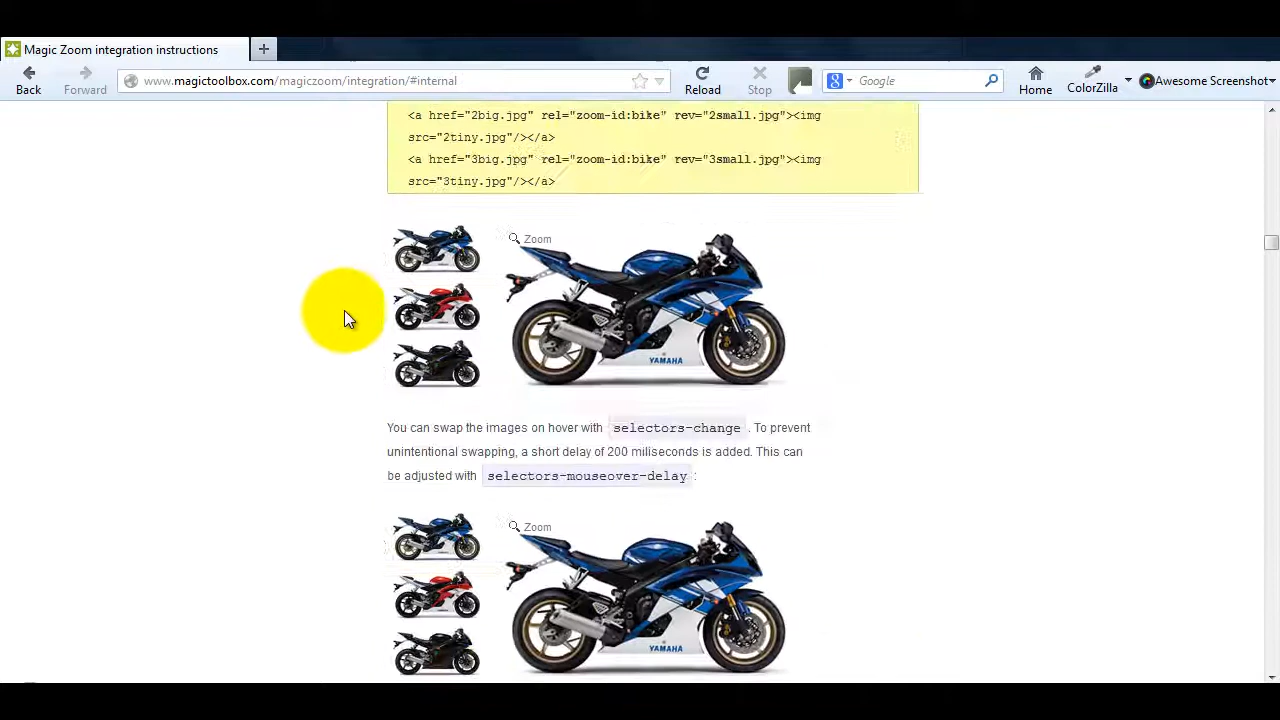 Magic Zoom integration instructions
+
Back
Forward
www.magictoolbox.com/magiczoom/integration/#internal
Reload
Stop
Google
Home
ColorZilla
Awesome Screenshot
<a href="2big.jpg" rel="zoom-id:bike" rev="2small.jpg"><img
src="2tiny.jpg"/></a>
<a href="3big.jpg" rel="zoom-id:bike" rev="3small.jpg"><img
src="3tiny.jpg"/></a>
Zoom
YAMAHA
You can swap the images on hover with selectors-change . To prevent
unintentional swapping, a short delay of 200 miliseconds is added. This can
be adjusted with selectors-mouseover-delay :
Zoom
YAMAHA